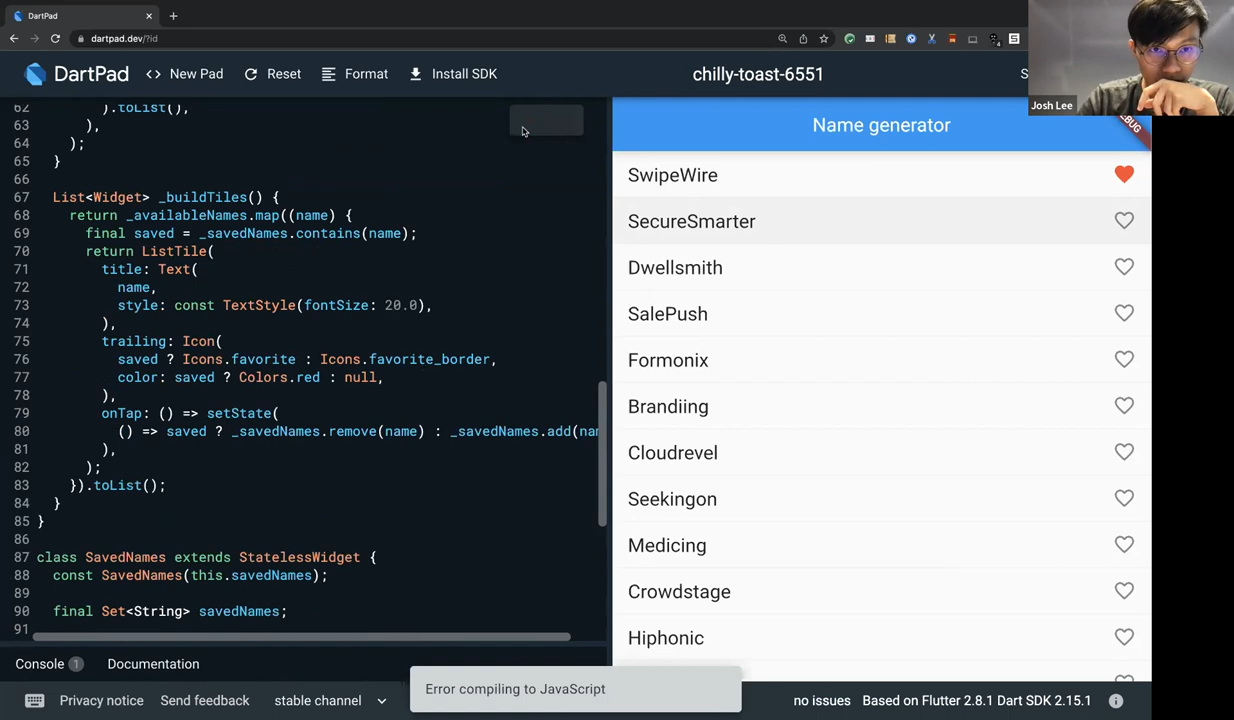 DartPad
dartpad.dev/?id
DartPad
<> New Pad
Reset
Format
Install SDK
chilly-toast-6551
S
Josh Lee
62 ).toList(),
63 ),
64 );
65 }
66
67 List<Widget> _buildTiles() {
68 return _availableNames.map((name) {
69 final saved = _savedNames.contains(name);
70 return ListTile(
71 title: Text(
72 name,
73 style: const TextStyle(fontSize: 20.0),
74 ),
75 trailing: Icon(
76 saved ? Icons.favorite : Icons.favorite_border,
77 color: saved ? Colors.red : null,
78 ),
79 onTap: () => setState(
80 () => saved ? _savedNames.remove(name) : _savedNames.add(nam
81 ),
82 );
83 }).toList();
84 }
85 }
86
87 class SavedNames extends StatelessWidget {
88 const SavedNames(this.savedNames);
89
90 final Set<String> savedNames;
91
Name generator
EBUG
SwipeWire
SecureSmarter
Dwellsmith
SalePush
Formonix
Brandiing
Cloudrevel
Seekingon
Medicing
Crowdstage
Hiphonic
Console 1
Documentation
Error compiling to JavaScript
Privacy notice
Send feedback
stable channel
no issues
Based on Flutter 2.8.1 Dart SDK 2.15.1